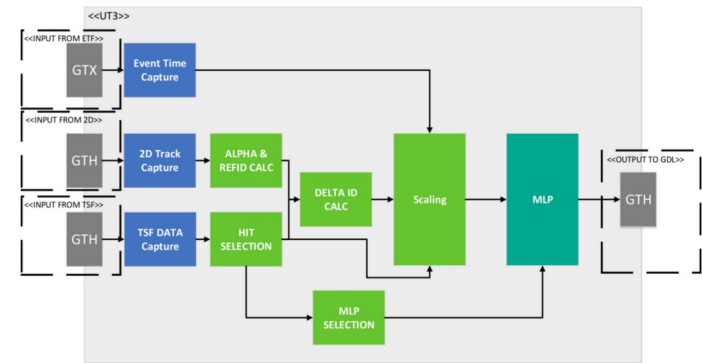 <<UT3>>
<<INPUT FROM ETF>>
GTX
Event Time
Capture
<<INPUT FROM 2D>>
GTH
2D Track
Capture
ALPHA &
REFID CALC
<<INPUT FROM TSF>>
GTH
TSF DATA
Capture
HIT
SELECTION
DELTA ID
CALC
Scaling
MLP
<<OUTPUT TO GDL>>
GTH
MLP
SELECTION